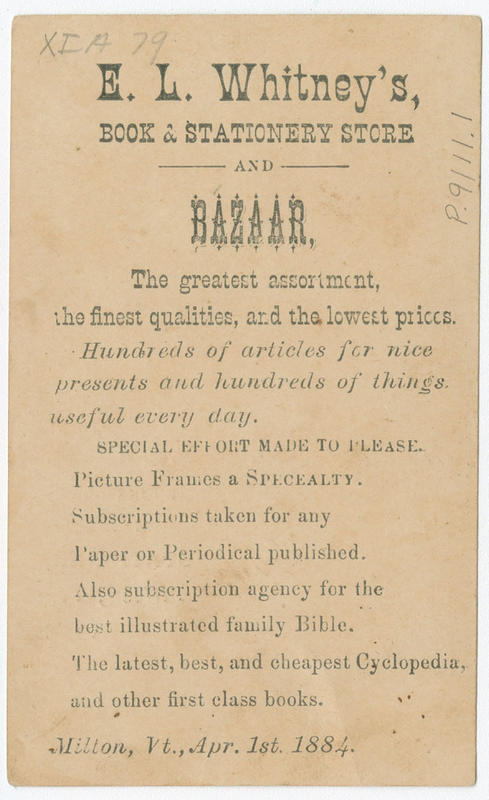 XI A 79
P.9111.1
E. L. Whitney's,
BOOK & STATIONERY STORE
AND
BAZAAR,
The greatest assortment,
the finest qualities, and the lowest prices.
Hundreds of articles for nice
presents and hundreds of things
useful every day.
SPECIAL EFFORT MADE TO PLEASE.
Picture Frames a SPECEALTY.
Subscriptions taken for any
Paper or Periodical published.
Also subscription agency for the
best illustrated family Bible.
The latest, best, and cheapest Cyclopedia,
and other first class books.
Milton, Vt., Apr. 1st. 1884.